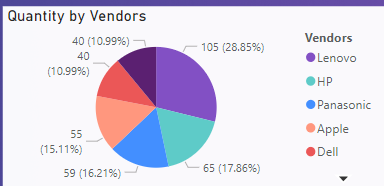 Quantity by Vendors
40 (10.99%)
40
(10.99%)
55
(15.11%)
59 (16.21%)
65 (17.86%)
105 (28.85%)
Vendors
Lenovo
HP
Panasonic
Apple
Dell